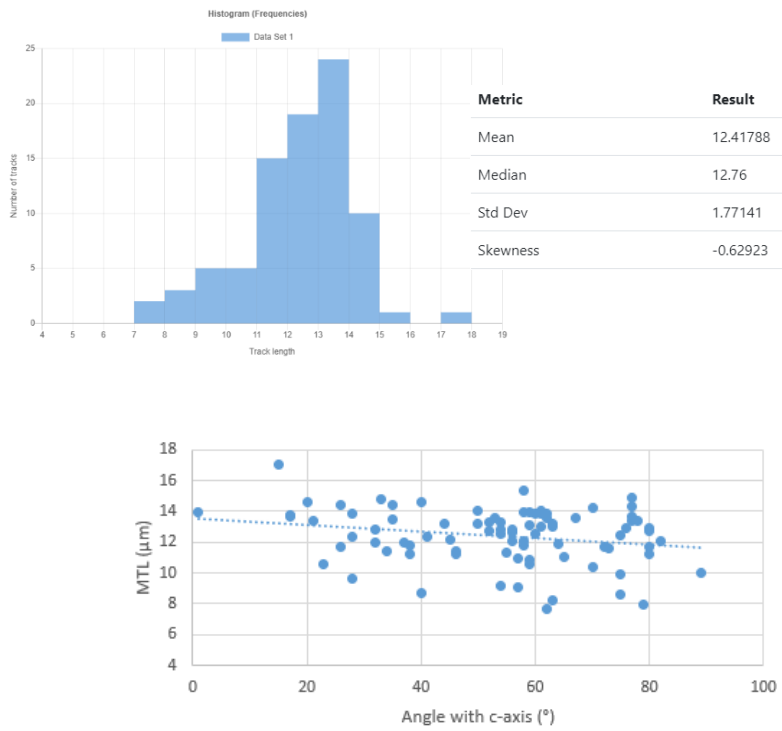 Histogram (Frequencies)
Data Set 1
25
20
15
10
5
0
Number of tracks
4 5 6 7 8 9 10 11 12 13 14 15 16 17 18 19
Track length
Metric Result
Mean 12.41788
Median 12.76
Std Dev 1.77141
Skewness -0.62923
18
16
14
12
10
8
6
4
MTL (µm)
0 20 40 60 80 100
Angle with c-axis (°)